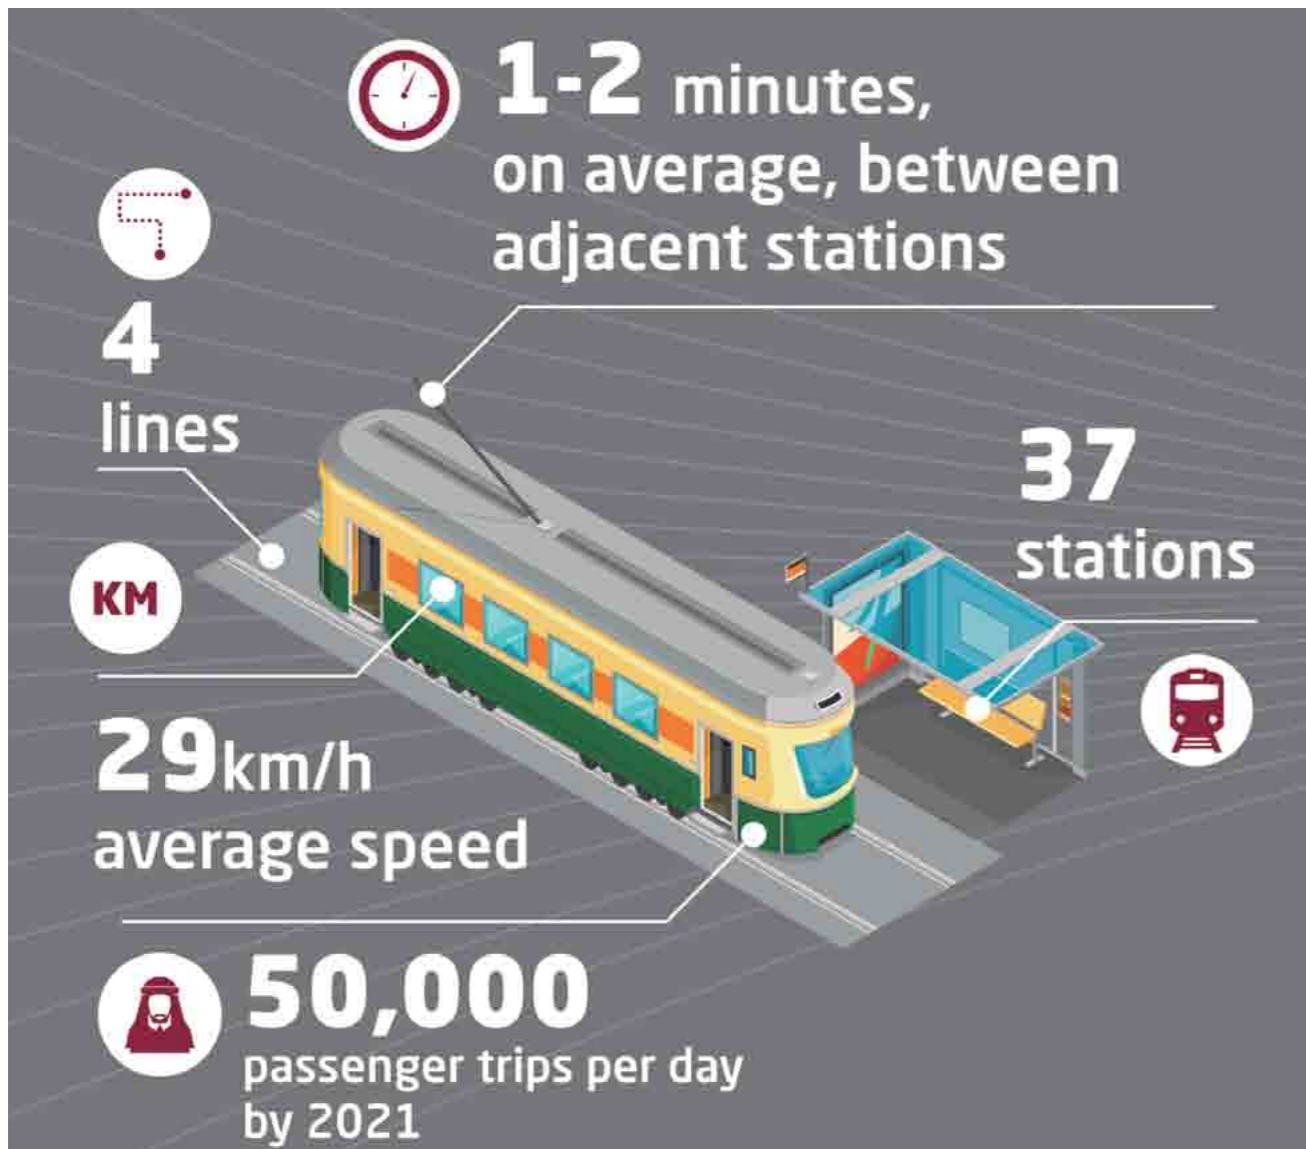 1-2 minutes,
on average, between
adjacent stations
4
lines
37
stations
KM
29km/h
average speed
50,000
passenger trips per day
by 2021